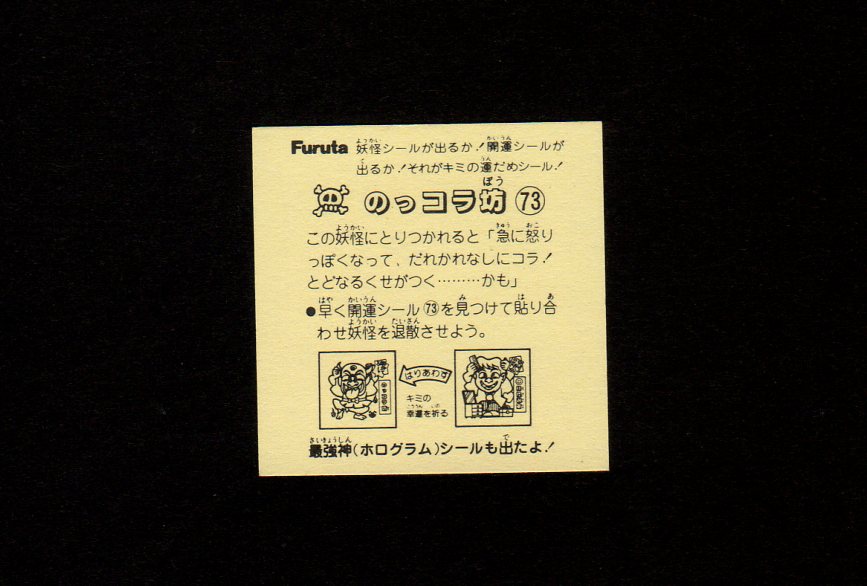 Furuta 妖怪シールが出るか!開運シールが
出るか!それがキミの運だめシール!
のっコラ坊 73
この妖怪にとりつかれると「急に怒り
っぽくなって、だれかれなしにコラ!
とどなるくせがつく………かも」
●早く開運シール73を見つけて貼り合
わせ妖怪を退散させよう。
はりあわす
キミの
幸運を祈る
最強神(ホログラム)シールも出たよ!